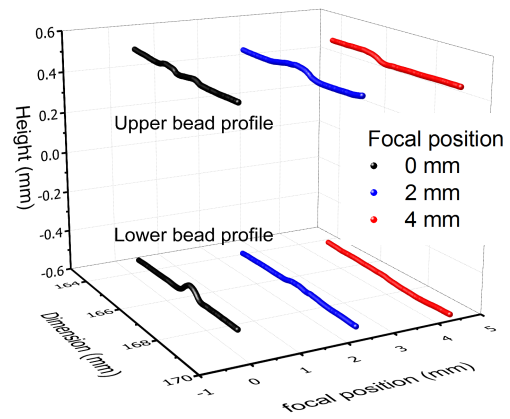 0.6
0.4
0.2
0.0
-0.2
-0.4
-0.6
Height (mm)
Upper bead profile
Lower bead profile
Focal position
0 mm
2 mm
4 mm
164
166
168
170
Dimension (mm)
-1
0
1
2
3
4
5
focal position (mm)